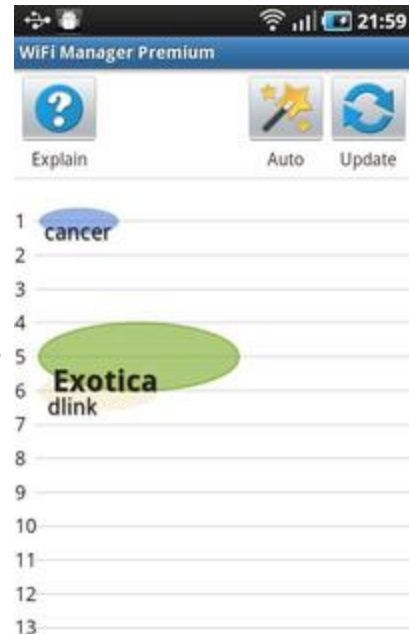 21:59
WiFi Manager Premium
Explain Auto Update
1
cancer
2
3
4
5
Exotica
6
dlink
7
8
9
10
11
12
13